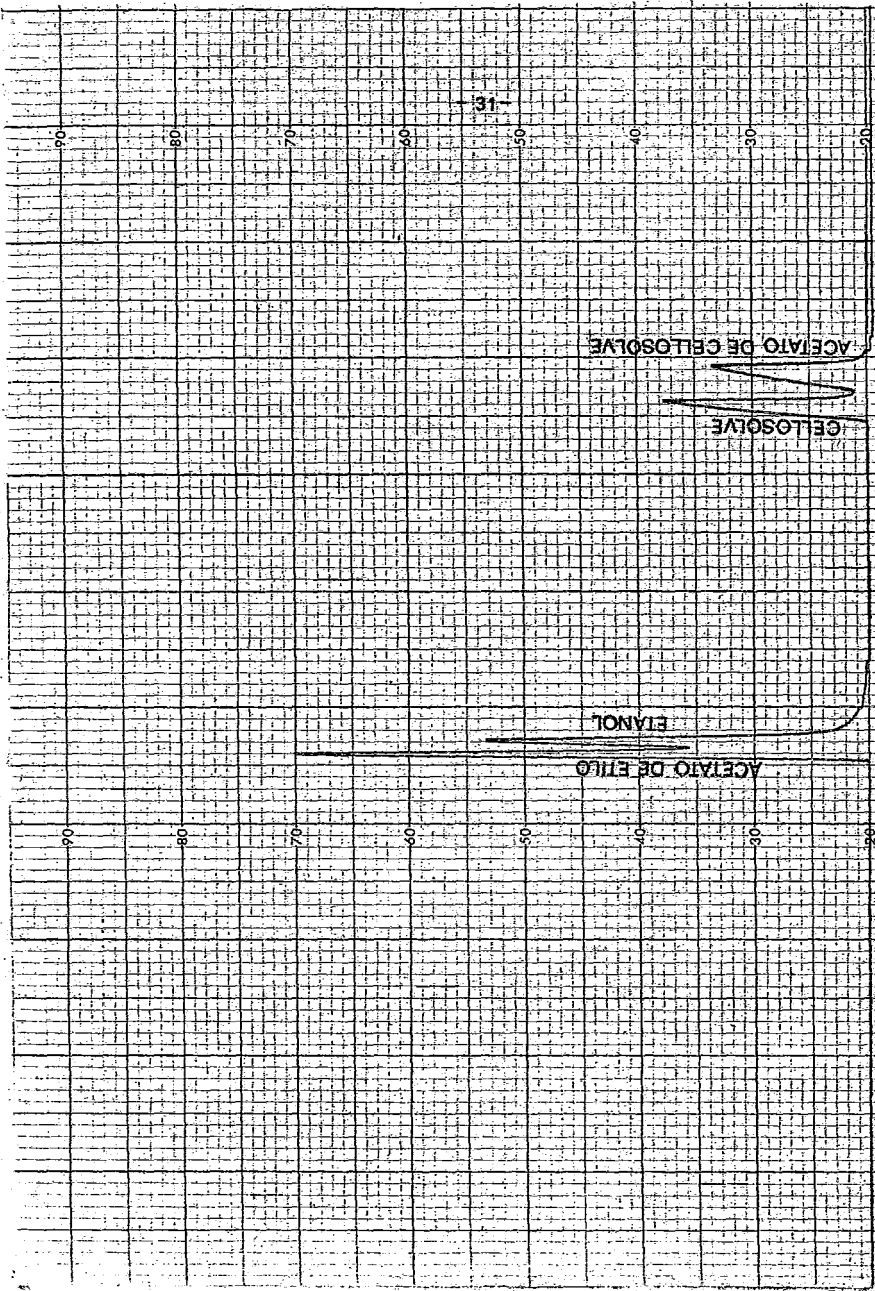 - 31 -
90 80 70 60 50 40 30 20
ACETATO DE CELLOSOLVE
CELLOSOLVE
ETANOL
ACETATO DE ETILO
90 80 70 60 50 40 30 20